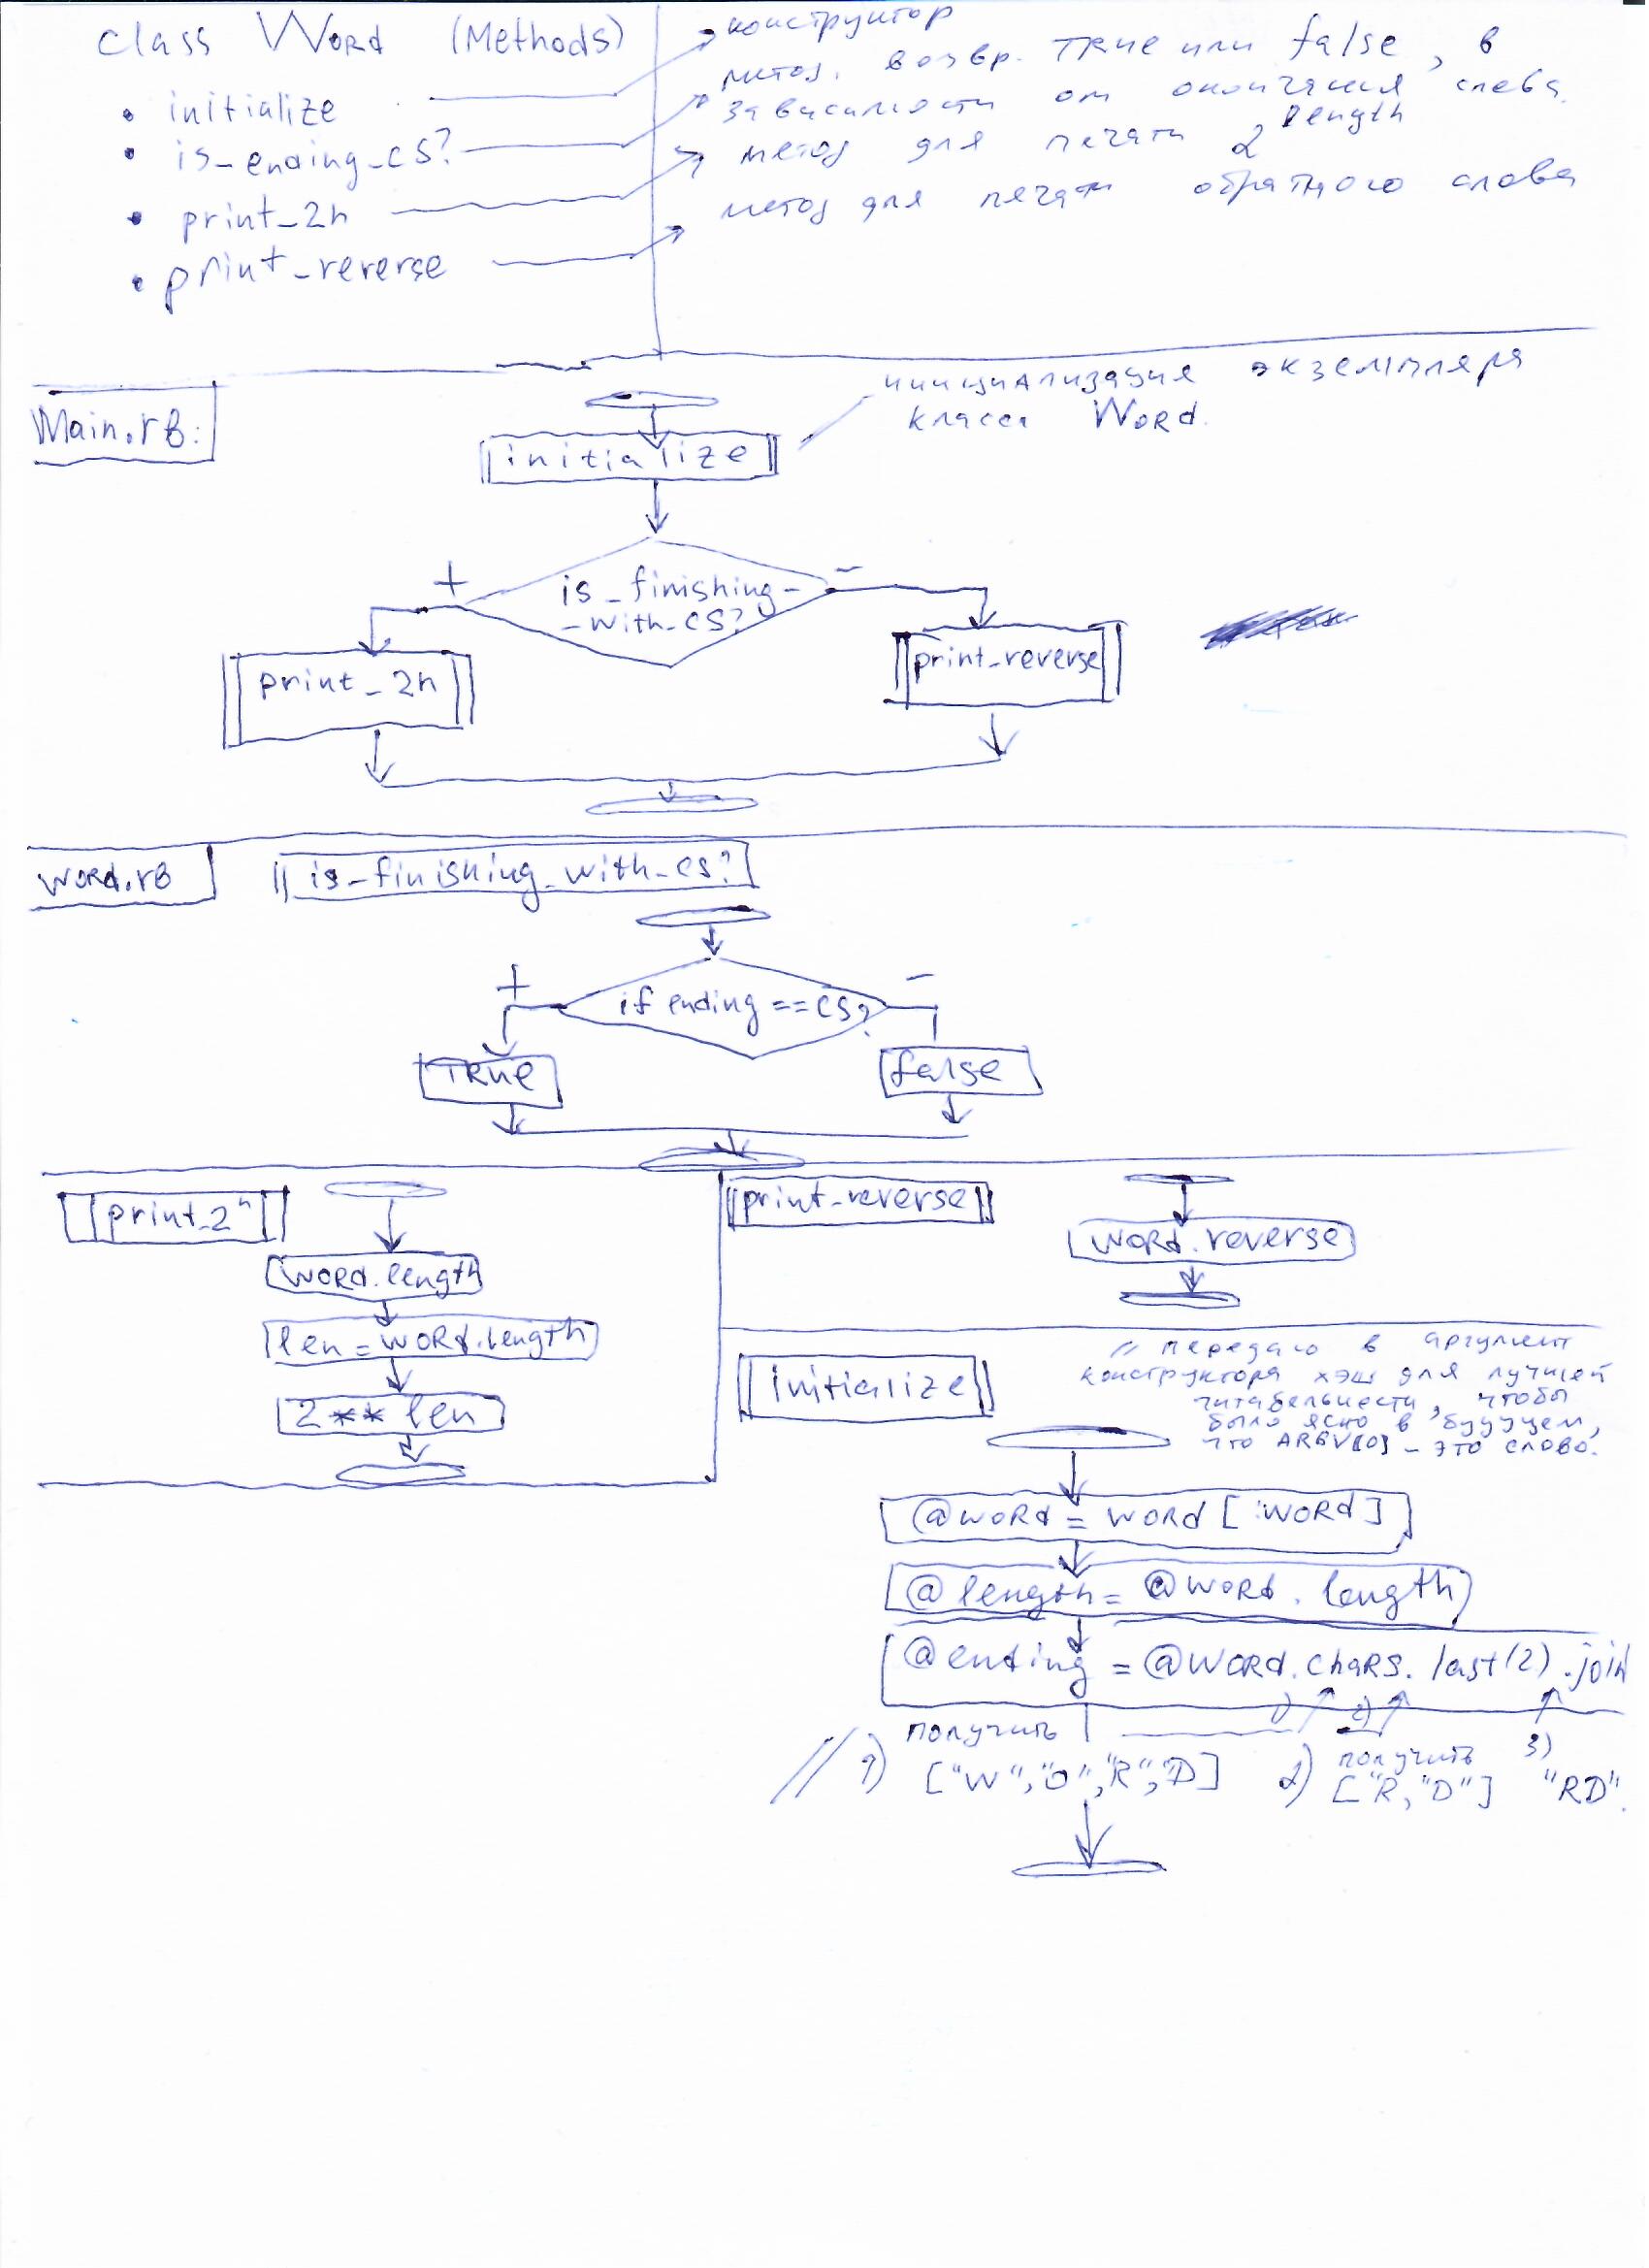 class Word (Methods)
• initialize
• is_ending_cs?
• print_2n
• print_reverse
конструктор
метод. возвр. TRue или false, в
зависимости от окончания слова.
метод для печати 2 length
метод для печати обратного слова
Main.rb:
инициализация экземпляра
класса Word.
initialize
+
is_finishing-
-with_cs?
-
print_2n
print_reverse
word.rb
is_finishing_with_cs?
+
if ending == cs?
-
TRue
false
print_2ⁿ
word.length
len = word.length
2**len
print_reverse
word.reverse
initialize
// передаю в аргумент
конструктора хэш для лучшей
читабельности, чтобы
было ясно в будущем,
что ARGV[0] - это слово.
@word = word[:word]
@length = @word.length
@ending = @word.chars.last(2).join
1)
2)
3)
// 1) получить
["W","O","R","D]
2) получить
["R,"D"]
"RD".